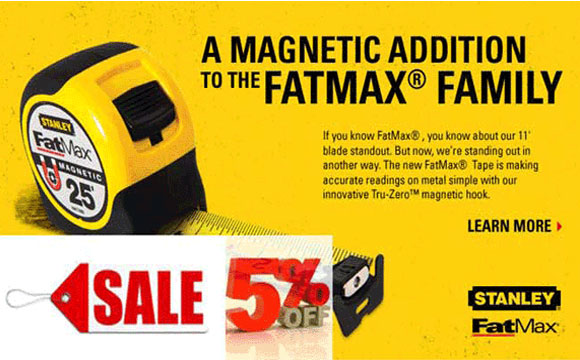 A MAGNETIC ADDITION
TO THE FATMAX® FAMILY
If you know FatMax® , you know about our 11'
blade standout. But now, we're standing out in
another way. The new FatMax® Tape is making
accurate readings on metal simple with our
innovative Tru-Zero™ magnetic hook.
LEARN MORE
STANLEY
FatMax®
MAGNETIC
25'
SALE
5%
OFF
STANLEY
FatMax®